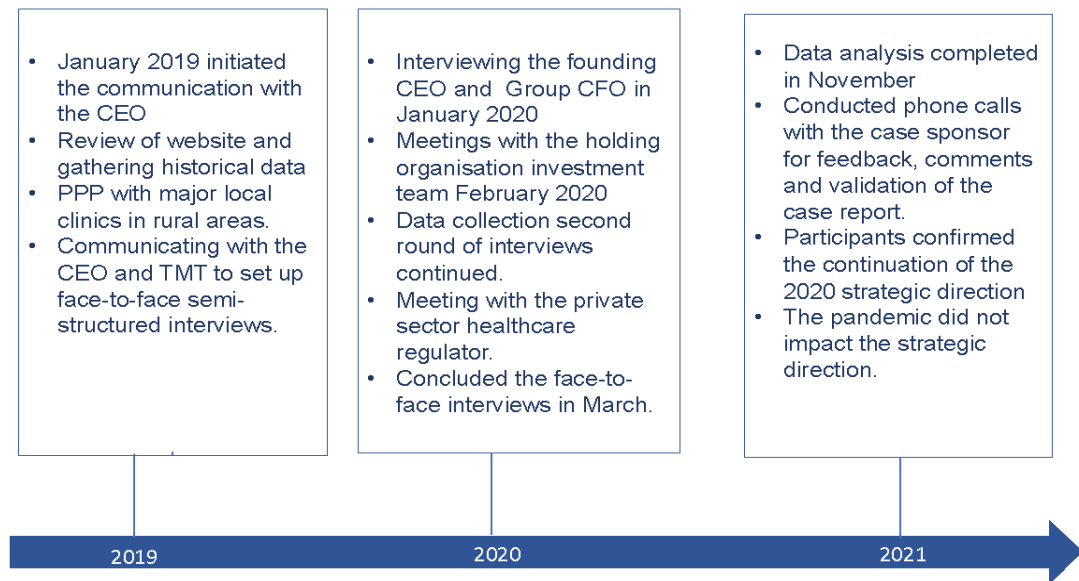 • January 2019 initiated
the communication with
the CEO
• Review of website and
gathering historical data
• PPP with major local
clinics in rural areas.
• Communicating with the
CEO and TMT to set up
face-to-face semi-
structured interviews.
• Interviewing the founding
CEO and Group CFO in
January 2020
• Meetings with the holding
organisation investment
team February 2020
• Data collection second
round of interviews
continued.
• Meeting with the private
sector healthcare
regulator.
• Concluded the face-to-
face interviews in March.
• Data analysis completed
in November
• Conducted phone calls
with the case sponsor
for feedback, comments
and validation of the
case report.
• Participants confirmed
the continuation of the
2020 strategic direction
• The pandemic did not
impact the strategic
direction.
2019
2020
2021